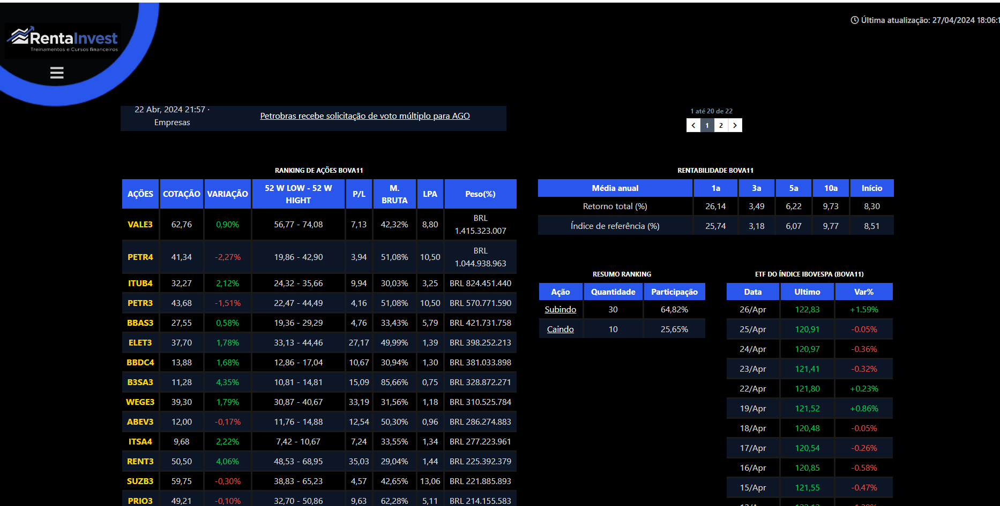 RentaInvest
Treinamentos e Cursos financeiros
Última atualização: 27/04/2024 18:06:1
22 Abr, 2024 21:57 ·
Empresas
Petrobras recebe solicitação de voto múltiplo para AGO
1 até 20 de 22
1 2
RANKING DE AÇÕES BOVA11
AÇÕES COTAÇÃO VARIAÇÃO 52 W LOW - 52 W HIGHT P/L M. BRUTA LPA Peso(%)
VALE3 62,76 0,90% 56,77 - 74,08 7,13 42,32% 8,80 BRL 1.415.323.007
PETR4 41,34 -2,27% 19,86 - 42,90 3,94 51,08% 10,50 BRL 1.044.938.963
ITUB4 32,27 2,12% 24,32 - 35,66 9,94 30,03% 3,25 BRL 824.451.440
PETR3 43,68 -1,51% 22,47 - 44,49 4,16 51,08% 10,50 BRL 570.771.590
BBAS3 27,55 0,58% 19,36 - 29,29 4,76 33,43% 5,79 BRL 421.731.758
ELET3 37,70 1,78% 33,13 - 44,46 27,17 49,99% 1,39 BRL 398.252.213
BBDC4 13,88 1,68% 12,86 - 17,04 10,67 30,94% 1,30 BRL 381.033.898
B3SA3 11,28 4,35% 10,81 - 14,81 15,09 85,66% 0,75 BRL 328.872.271
WEGE3 39,30 1,79% 30,87 - 40,67 33,19 31,56% 1,18 BRL 310.525.784
ABEV3 12,00 -0,17% 11,76 - 14,88 12,54 50,30% 0,96 BRL 286.274.883
ITSA4 9,68 2,22% 7,42 - 10,67 7,24 33,55% 1,34 BRL 277.223.961
RENT3 50,50 4,06% 48,53 - 68,95 35,03 29,04% 1,44 BRL 225.392.379
SUZB3 59,75 -0,30% 38,83 - 65,23 4,57 42,65% 13,06 BRL 221.885.893
PRIO3 49,21 -0,10% 32,70 - 50,86 9,63 62,28% 5,11 BRL 214.155.583
RENTABILIDADE BOVA11
Média anual 1a 3a 5a 10a Início
Retorno total (%) 26,14 3,49 6,22 9,73 8,30
Índice de referência (%) 25,74 3,18 6,07 9,77 8,51
RESUMO RANKING
Ação Quantidade Participação
Subindo 30 64,82%
Caindo 10 25,65%
ETF DO ÍNDICE IBOVESPA (BOVA11)
Data Ultimo Var%
26/Apr 122,83 +1.59%
25/Apr 120,91 -0.05%
24/Apr 120,97 -0.36%
23/Apr 121,41 -0.32%
22/Apr 121,80 +0.23%
19/Apr 121,52 +0.86%
18/Apr 120,48 -0.05%
17/Apr 120,54 -0.26%
16/Apr 120,85 -0.58%
15/Apr 121,55 -0.47%